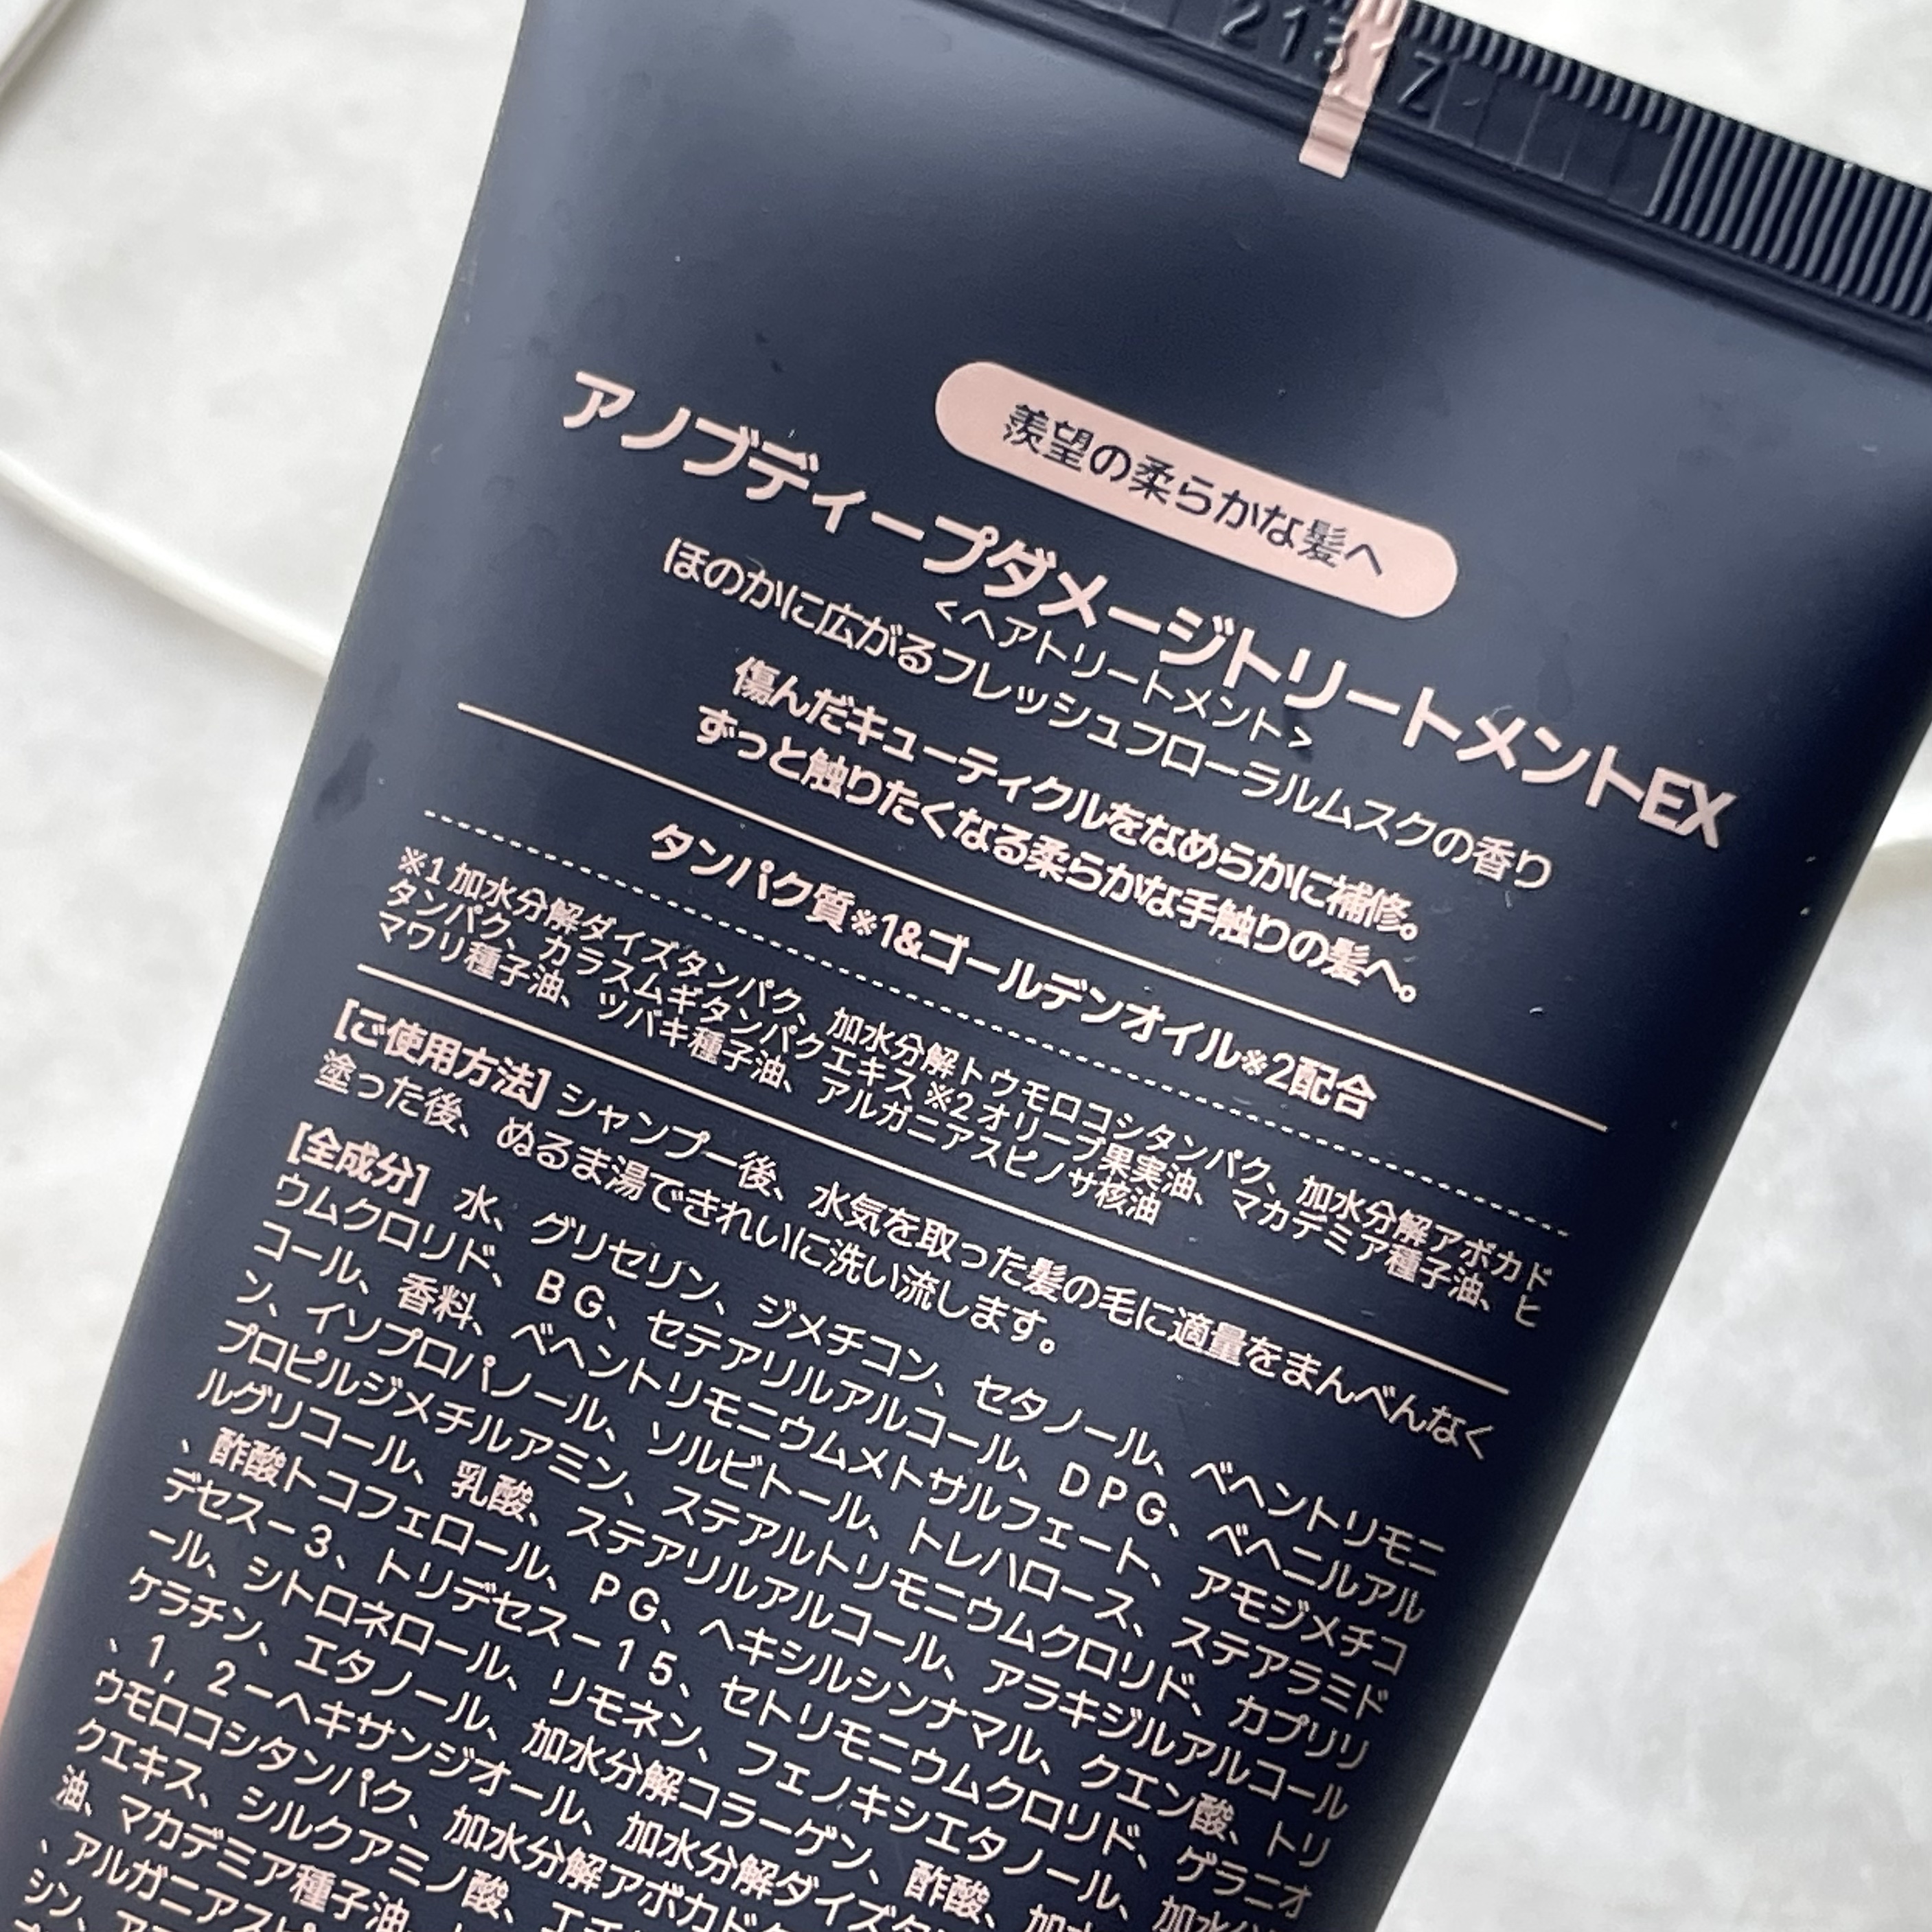 羨望の柔らかな髪へ
アノブディープダメージトリートメントEX
<ヘアトリートメント>
ほのかに広がるフレッシュフローラルムスクの香り
傷んだキューティクルをなめらかに補修。
ずっと触りたくなる柔らかな手触りの髪へ。
タンパク質※1&ゴールデンオイル※2配合
※1 加水分解ダイズタンパク、加水分解トウモロコシタンパク、加水分解アボカド
タンパク、カラスムギタンパクエキス ※2 オリーブ果実油、マカデミア種子油、ヒ
マワリ種子油、ツバキ種子油、アルガニアスピノサ核油
[ご使用方法] シャンプー後、水気を取った髪の毛に適量をまんべんなく
塗った後、ぬるま湯できれいに洗い流します。
[全成分] 水、グリセリン、ジメチコン、セタノール、ベヘントリモニ
ウムクロリド、BG、セテアリルアルコール、DPG、ベヘニルアル
コール、香料、ベヘントリモニウムメトサルフェート、アモジメチコ
ン、イソプロパノール、ソルビトール、トレハロース、ステアラミド
プロピルジメチルアミン、ステアルトリモニウムクロリド、カプリリ
ルグリコール、乳酸、ステアリルアルコール、アラキジルアルコール
、酢酸トコフェロール、PG、ヘキシルシンナマル、クエン酸、トリ
デセス-3、トリデセス-15、セトリモニウムクロリド、ゲラニオ
ール、シトロネロール、リモネン、フェノキシエタノール、加水分
ケラチン、エタノール、加水分解コラーゲン、酢酸、加水
、1,2-ヘキサンジオール、加水分解ダイズタ
ウモロコシタンパク、加水分解アボカド
クエキス、シルクアミノ酸、エチ
油、マカデミア種子油、
、アルガニアスピ
シン、ア